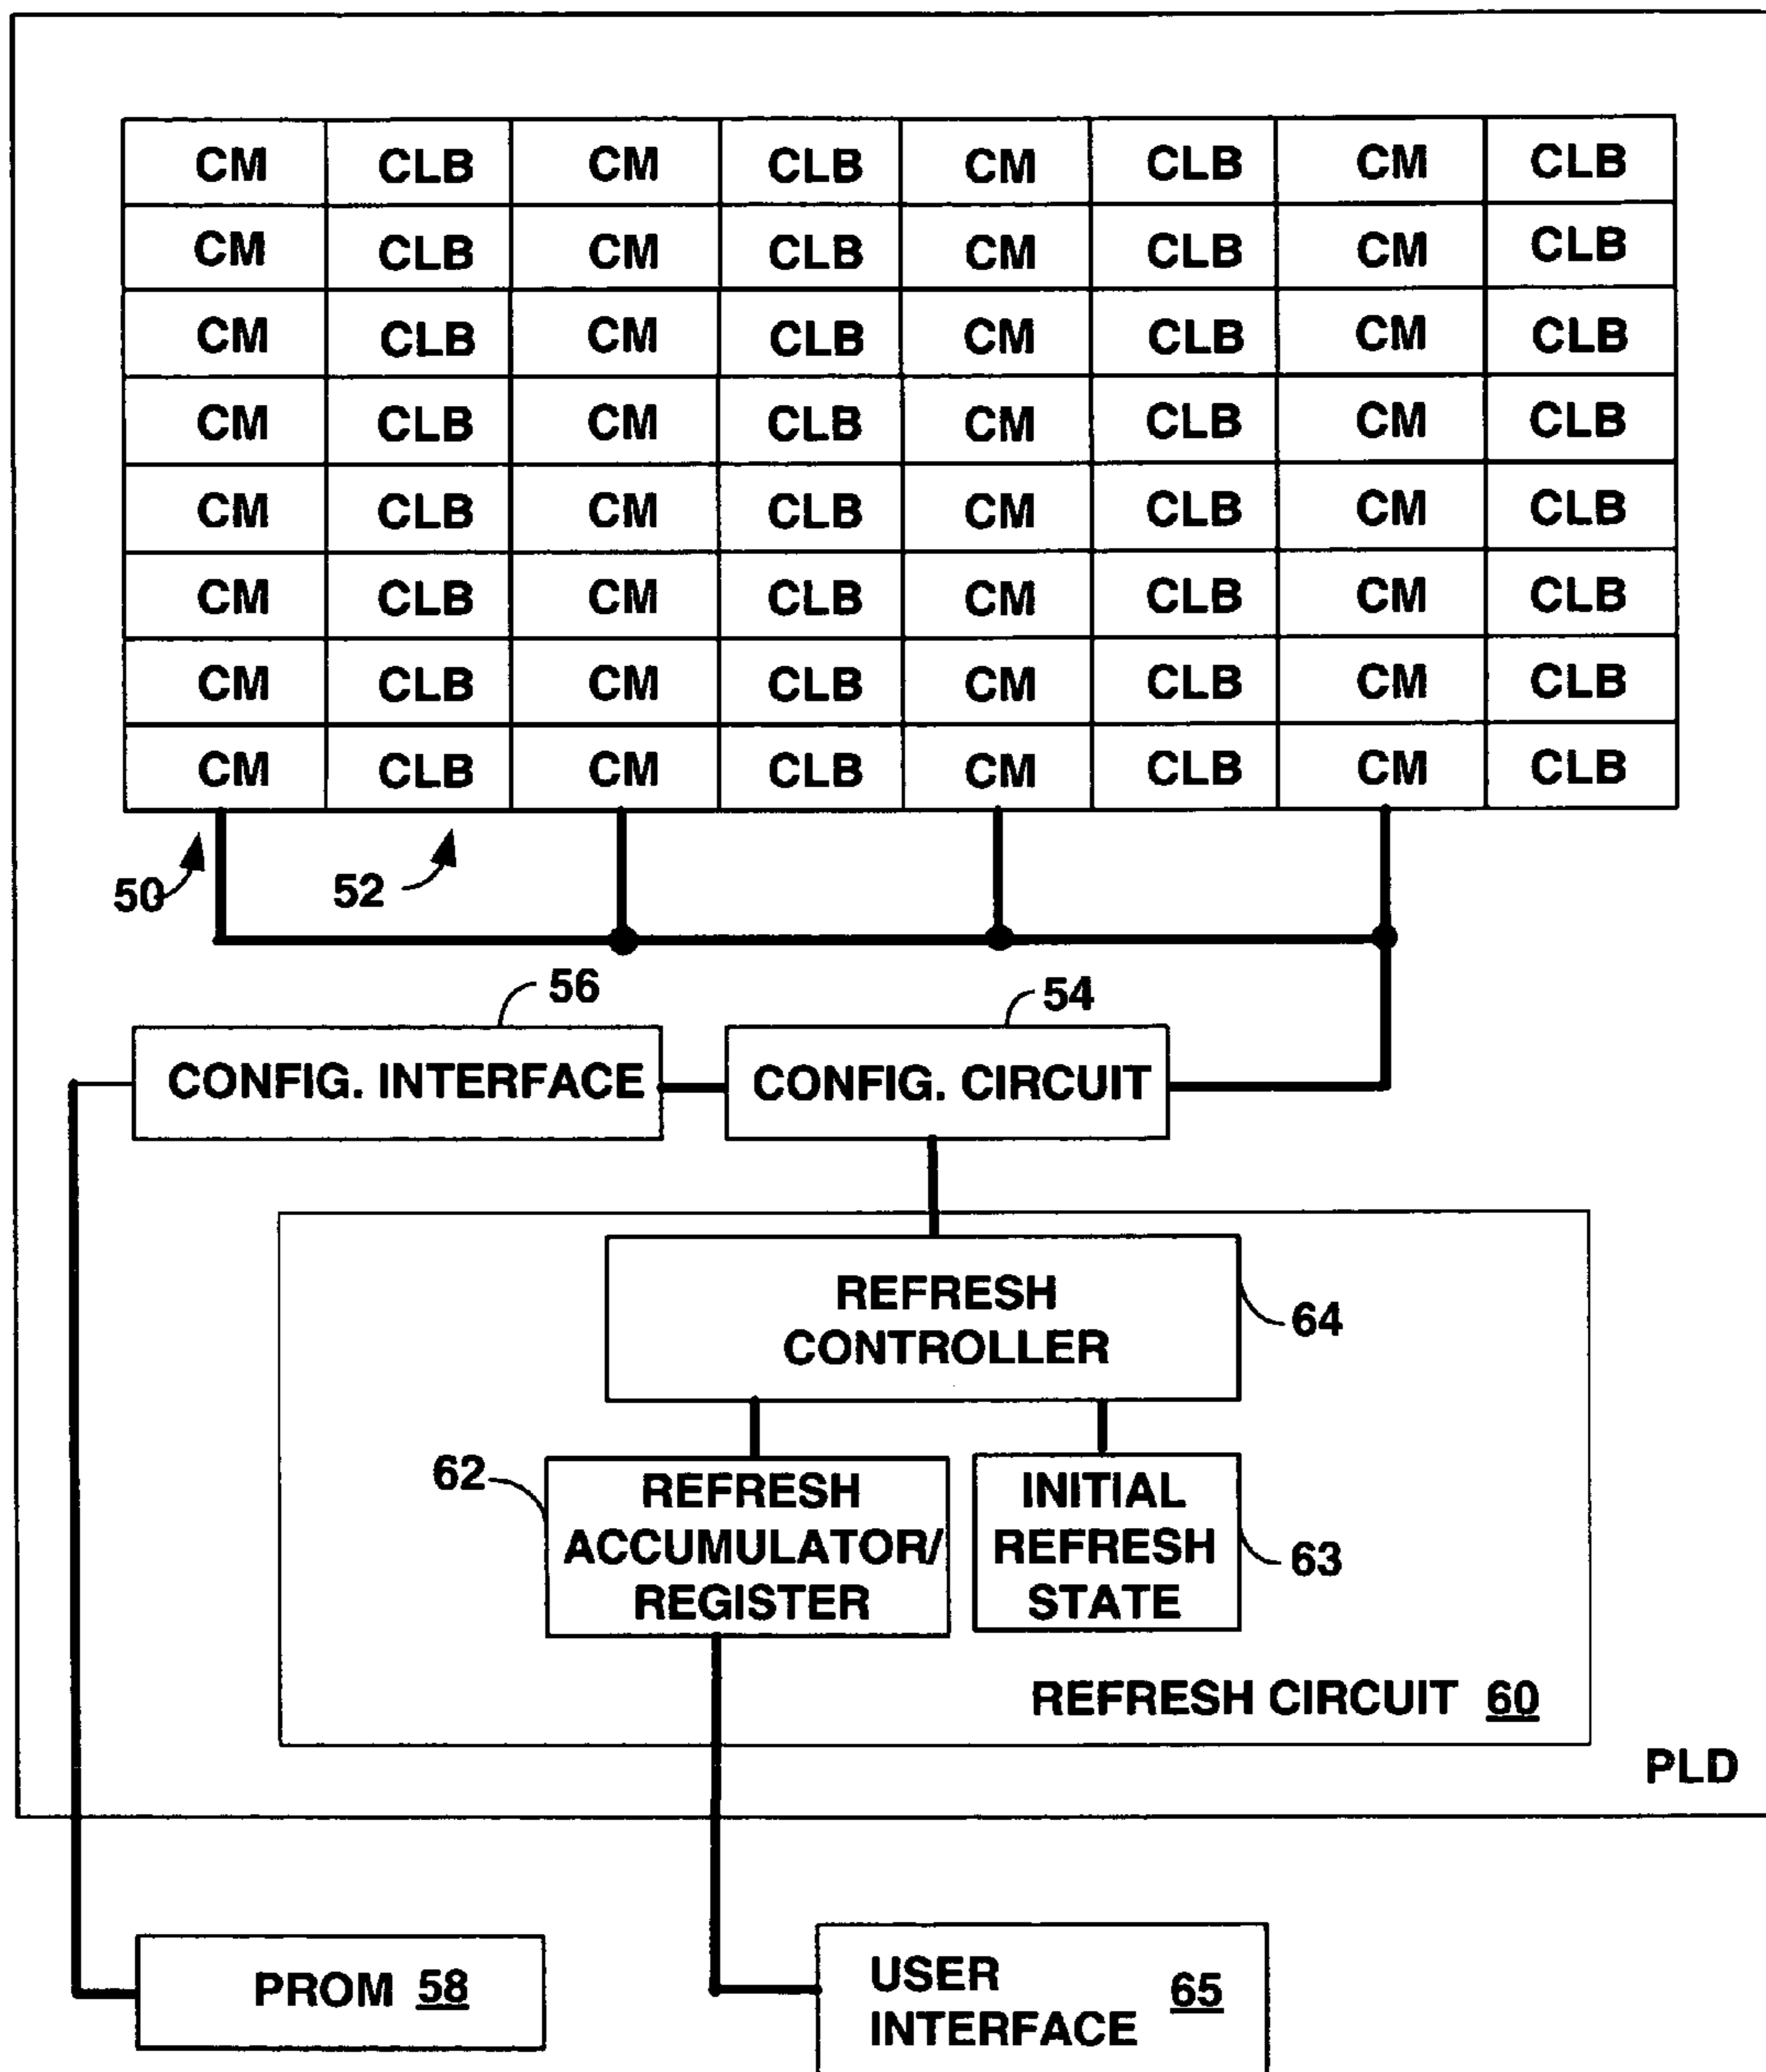 CM CLB CM CLB CM CLB CM CLB
CM CLB CM CLB CM CLB CM CLB
CM CLB CM CLB CM CLB CM CLB
CM CLB CM CLB CM CLB CM CLB
CM CLB CM CLB CM CLB CM CLB
CM CLB CM CLB CM CLB CM CLB
CM CLB CM CLB CM CLB CM CLB
CM CLB CM CLB CM CLB CM CLB
50
52
56
54
CONFIG. INTERFACE
CONFIG. CIRCUIT
REFRESH
CONTROLLER
64
62
REFRESH
ACCUMULATOR/
REGISTER
INITIAL
REFRESH
STATE
63
REFRESH CIRCUIT 60
PLD
PROM 58
USER
INTERFACE
65